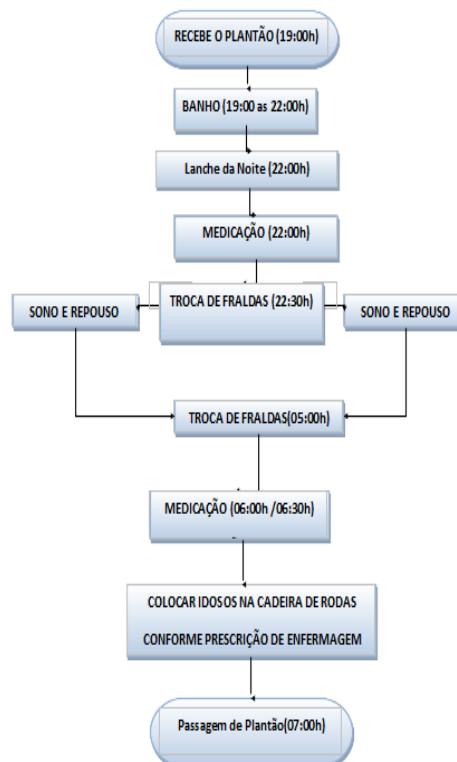 RECEBE O PLANTÃO (19:00h)
BANHO (19:00 as 22:00h)
Lanche da Noite (22:00h)
MEDICAÇÃO (22:00h)
TROCA DE FRALDAS (22:30h)
SONO E REPOUSO
SONO E REPOUSO
TROCA DE FRALDAS(05:00h)
MEDICAÇÃO (06:00h /06:30h)
COLOCAR IDOSOS NA CADEIRA DE RODAS
CONFORME PRESCRIÇÃO DE ENFERMAGEM
Passagem de Plantão(07:00h)